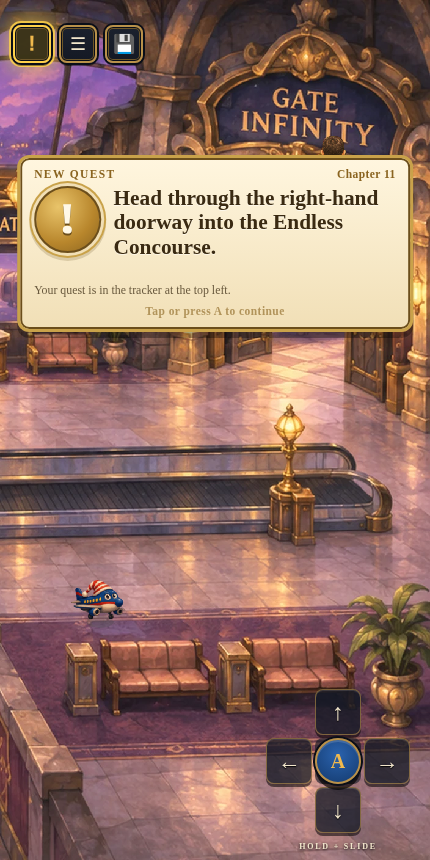 !
☰
GATE
INFINITY
NEW QUEST
Chapter 11
!
Head through the right-hand
doorway into the Endless
Concourse.
Your quest is in the tracker at the top left.
Tap or press A to continue
↑
← A →
↓
HOLD + SLIDE